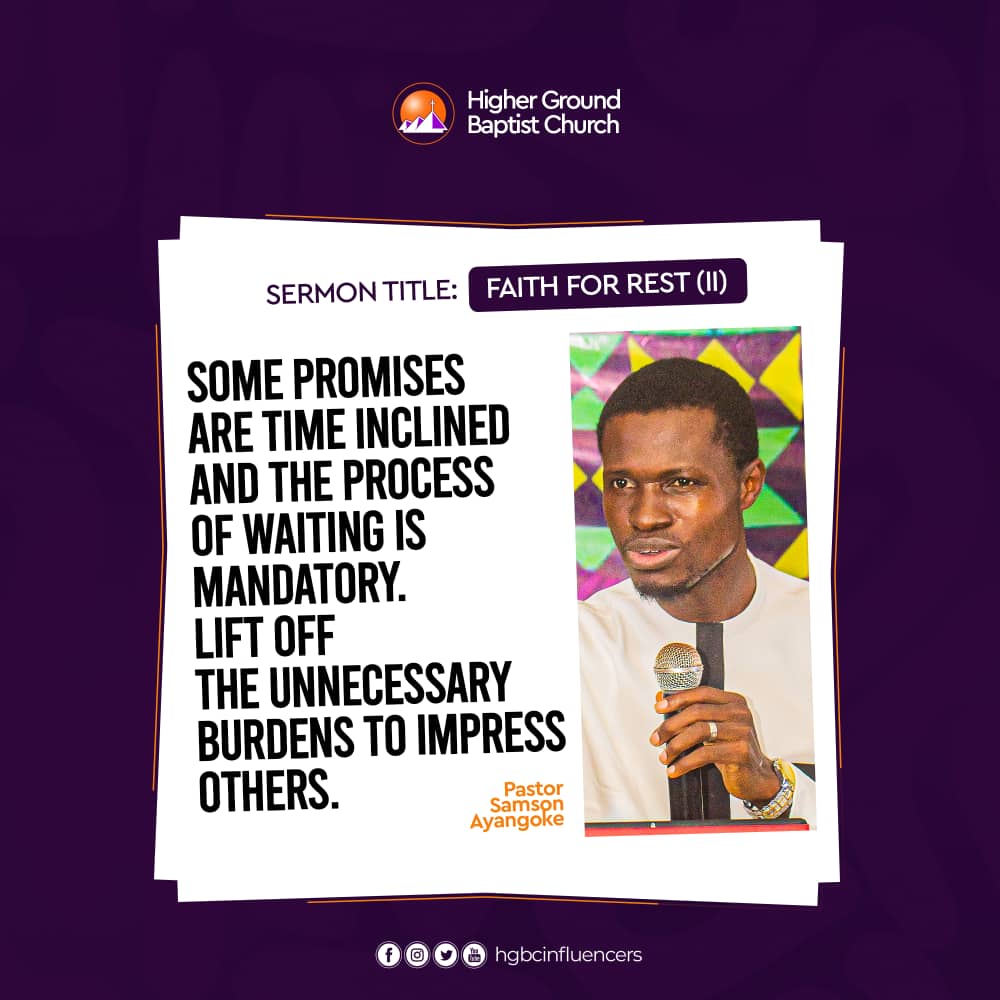 Higher Ground
Baptist Church
SERMON TITLE: FAITH FOR REST (II)
SOME PROMISES
ARE TIME INCLINED
AND THE PROCESS
OF WAITING IS
MANDATORY.
LIFT OFF
THE UNNECESSARY
BURDENS TO IMPRESS
OTHERS.
Pastor
Samson
Ayangoke
hgbcinfluencers